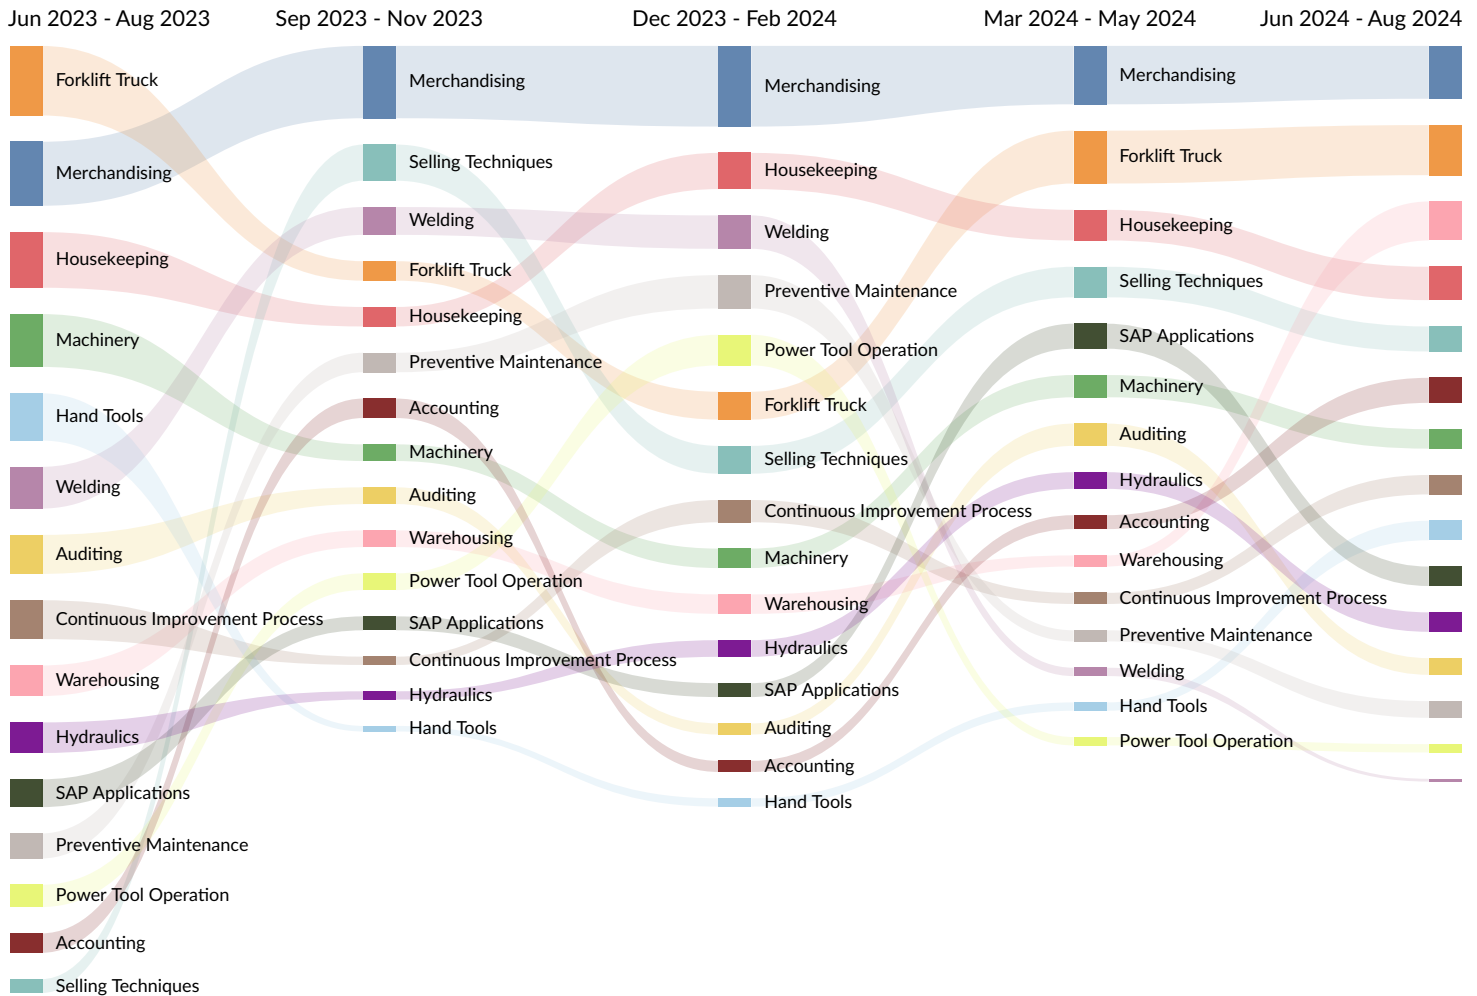 Jun 2023 - Aug 2023
Sep 2023 - Nov 2023
Dec 2023 - Feb 2024
Mar 2024 - May 2024
Jun 2024 - Aug 2024
Forklift Truck
Merchandising
Housekeeping
Machinery
Hand Tools
Welding
Auditing
Continuous Improvement Process
Warehousing
Hydraulics
SAP Applications
Preventive Maintenance
Power Tool Operation
Accounting
Selling Techniques
Merchandising
Selling Techniques
Welding
Forklift Truck
Housekeeping
Preventive Maintenance
Accounting
Machinery
Auditing
Warehousing
Power Tool Operation
SAP Applications
Continuous Improvement Process
Hydraulics
Hand Tools
Merchandising
Housekeeping
Welding
Preventive Maintenance
Power Tool Operation
Forklift Truck
Selling Techniques
Continuous Improvement Process
Machinery
Warehousing
Hydraulics
SAP Applications
Auditing
Accounting
Hand Tools
Merchandising
Forklift Truck
Housekeeping
Selling Techniques
SAP Applications
Machinery
Auditing
Hydraulics
Accounting
Warehousing
Continuous Improvement Process
Preventive Maintenance
Welding
Hand Tools
Power Tool Operation